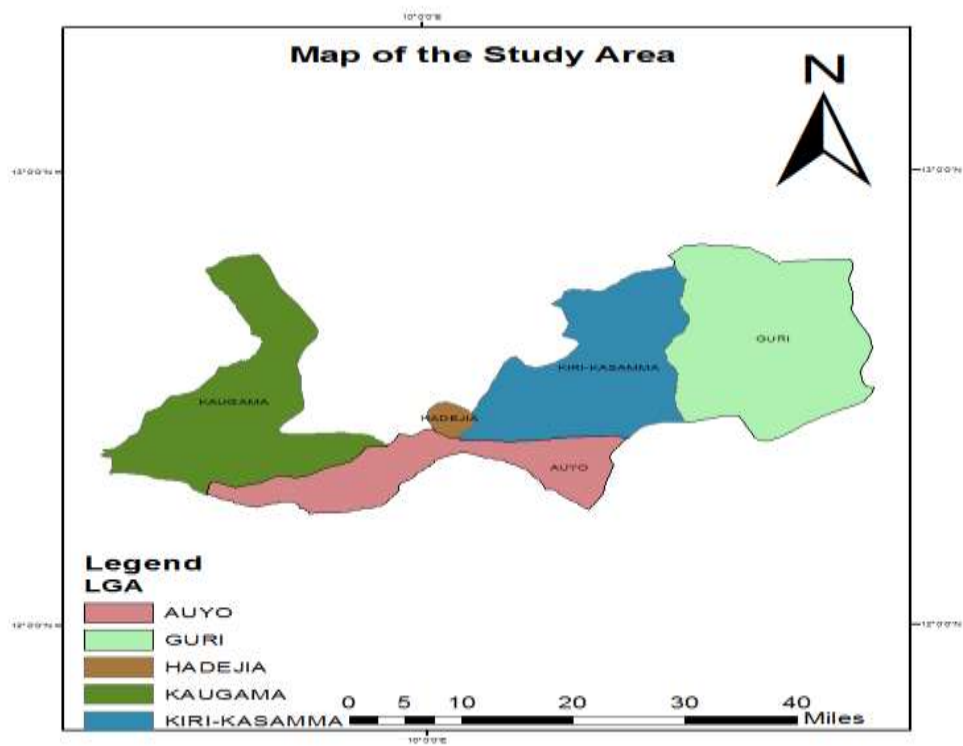 10°0'0"E
Map of the Study Area
N
13°0'0"N
13°0'0"N
GURI
KIRI-KASAMMA
KAUGAMA
HADEJIA
AUYO
Legend
LGA
AUYO
GURI
HADEJIA
KAUGAMA
KIRI-KASAMMA
12°0'0"N
12°0'0"N
0 5 10 20 30 40
Miles
10°0'0"E